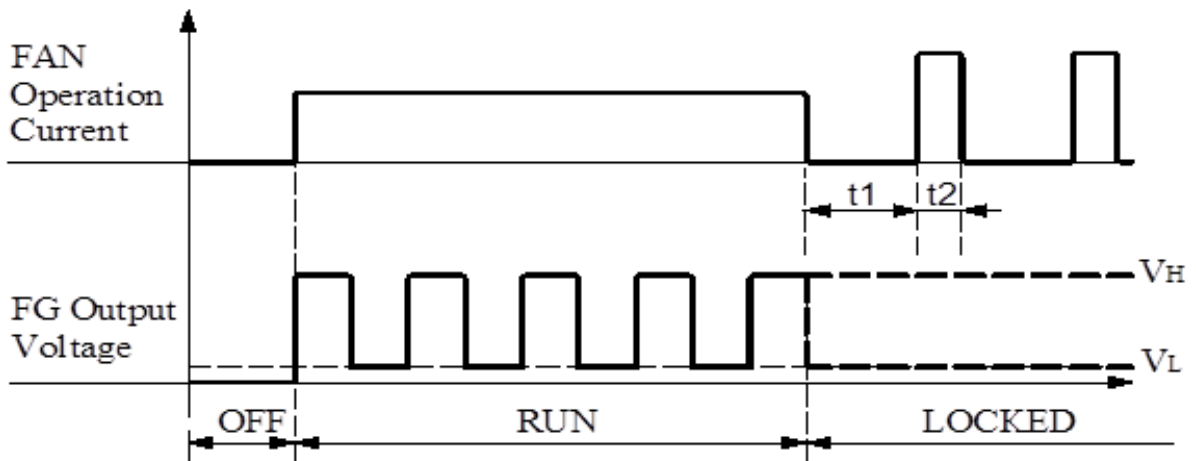 FAN
Operation
Current
t1 t2
VH
FG Output
Voltage
VL
OFF RUN LOCKED